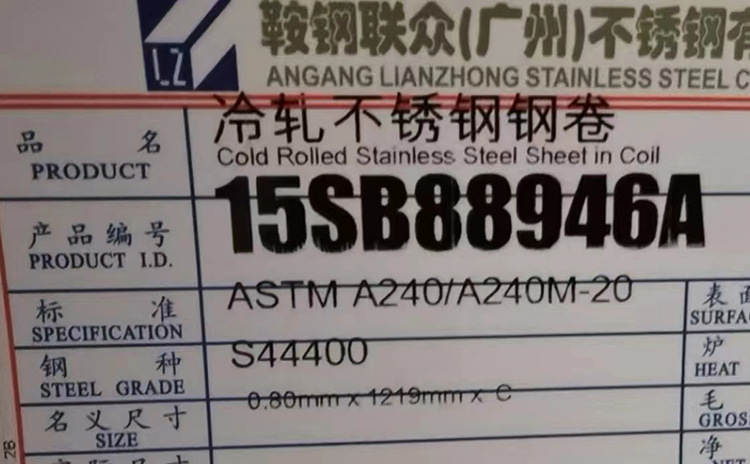 LZ
鞍钢联众(广州)不锈钢有
ANGANG LIANZHONG STAINLESS STEEL C
品 名
PRODUCT
冷轧不锈钢钢卷
Cold Rolled Stainless Steel Sheet in Coil
产品编号
PRODUCT I.D.
15SB88946A
标 准
SPECIFICATION
ASTM A240/A240M-20
表面
SURFA
钢 种
STEEL GRADE
S44400
炉
HEAT
名义尺寸
SIZE
0.80mm x 1219mm x C
毛
GROS
净
2B